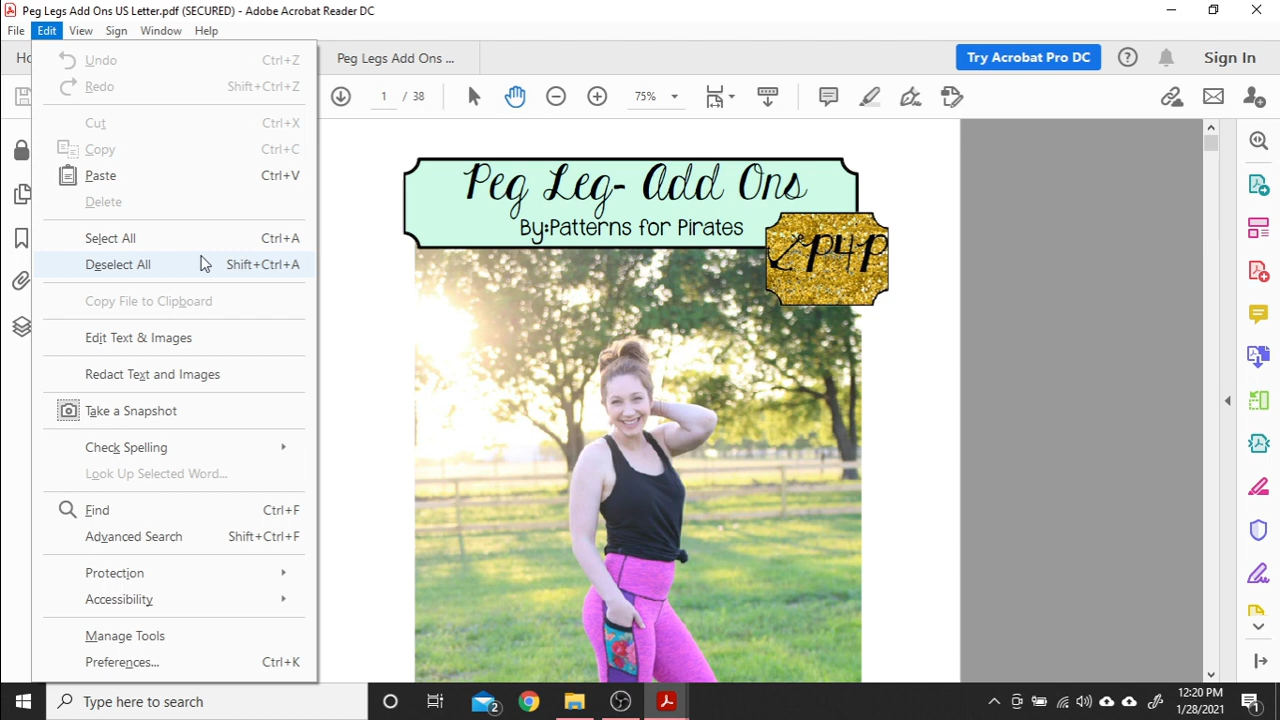 Peg Legs Add Ons US Letter.pdf (SECURED) - Adobe Acrobat Reader DC
File Edit View Sign Window Help
Ho Peg Legs Add Ons ... Try Acrobat Pro DC Sign In
1 / 38 75%
Undo Ctrl+Z
Redo Shift+Ctrl+Z
Cut Ctrl+X
Copy Ctrl+C
Paste Ctrl+V
Delete
Select All Ctrl+A
Deselect All Shift+Ctrl+A
Copy File to Clipboard
Edit Text & Images
Redact Text and Images
Take a Snapshot
Check Spelling
Look Up Selected Word...
Find Ctrl+F
Advanced Search Shift+Ctrl+F
Protection
Accessibility
Manage Tools
Preferences... Ctrl+K
Peg Leg- Add Ons
By:Patterns for Pirates
p4p
Type here to search 2 12:20 PM
1/28/2021 1